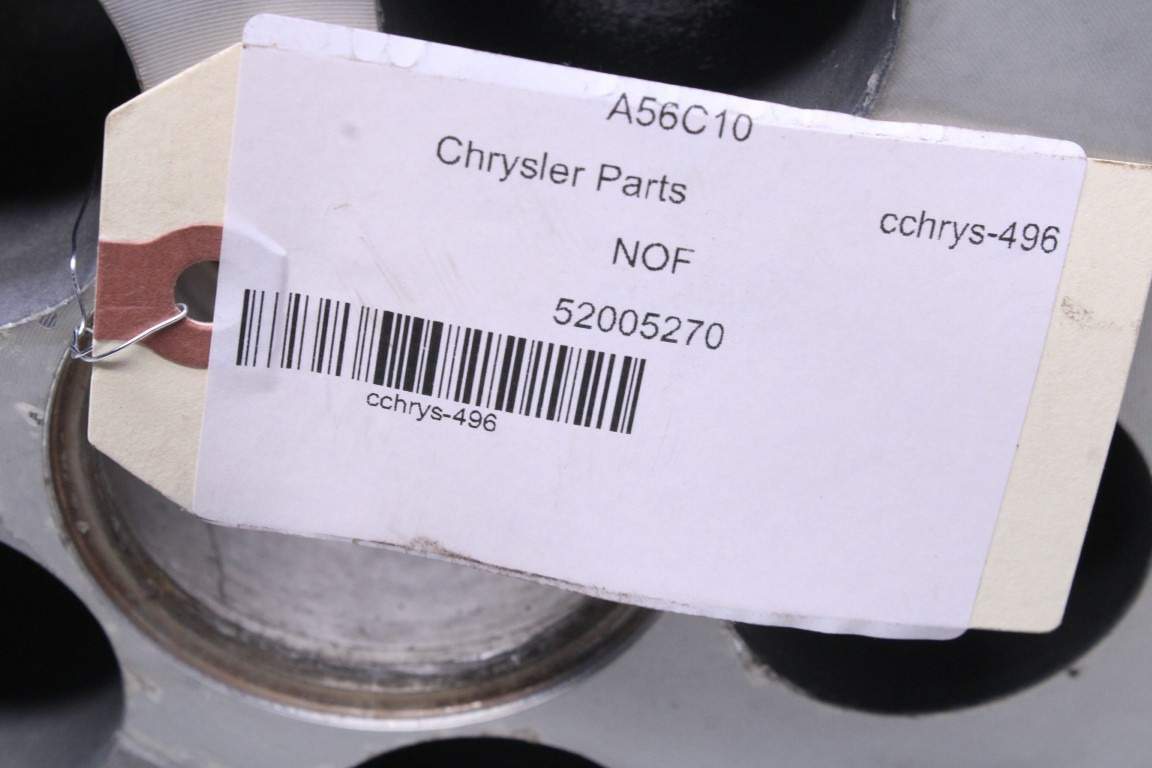 A56C10
Chrysler Parts
cchrys-496
NOF
52005270
cchrys-496